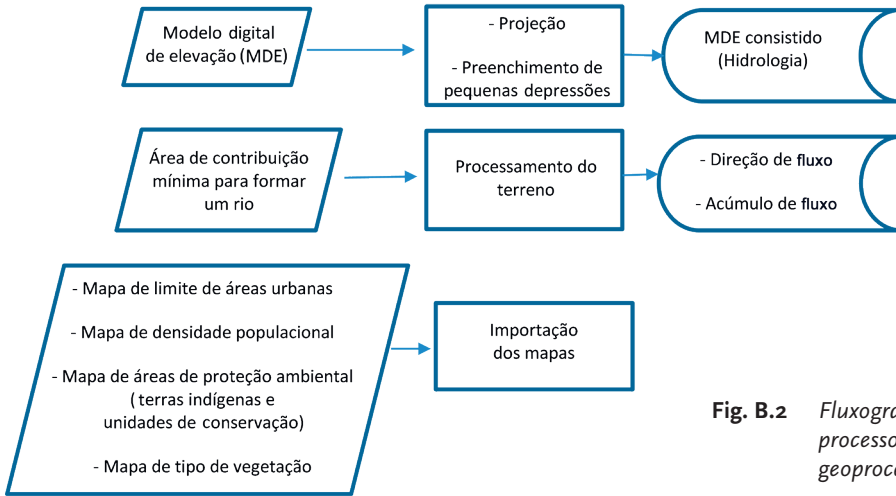 Modelo digital
de elevação (MDE)
- Projeção
- Preenchimento de
pequenas depressões
MDE consistido
(Hidrologia)
Área de contribuição
mínima para formar
um rio
Processamento do
terreno
- Direção de fluxo
- Acúmulo de fluxo
- Mapa de limite de áreas urbanas
- Mapa de densidade populacional
- Mapa de áreas de proteção ambiental
(terras indígenas e
unidades de conservação)
- Mapa de tipo de vegetação
Importação
dos mapas
Fig. B.2 Fluxogra
processo
geoproc